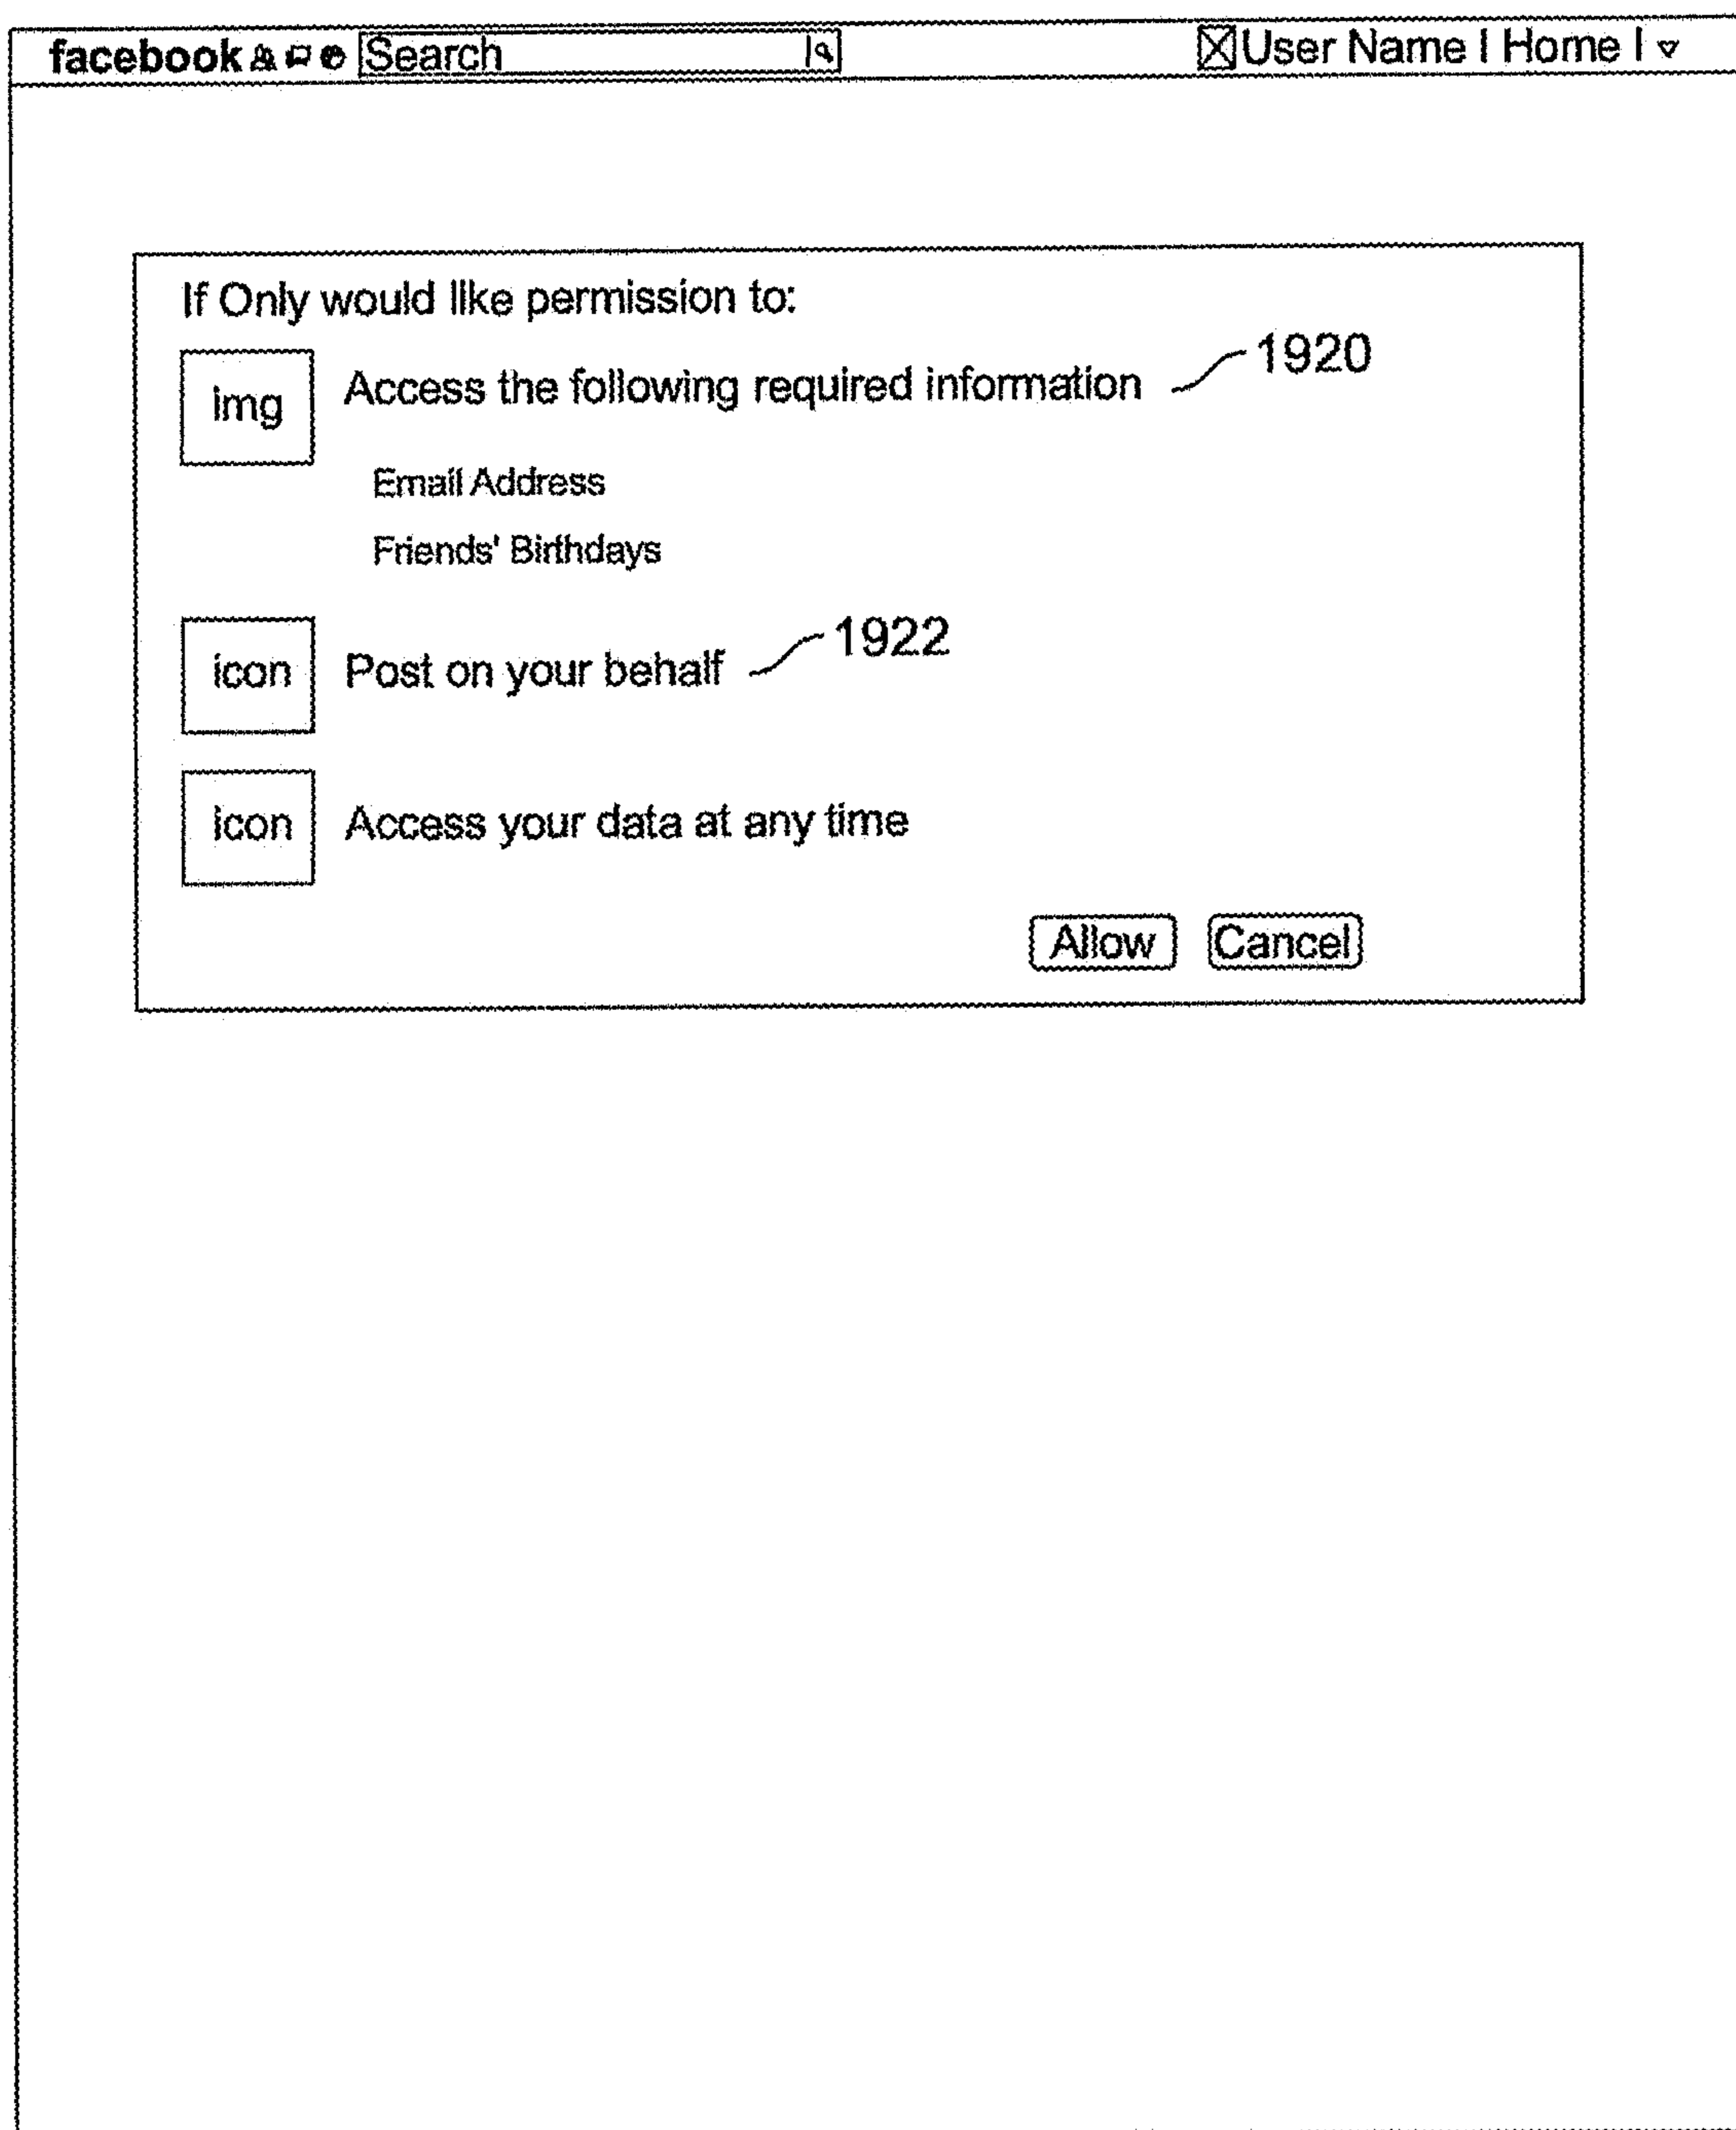 facebook Search User Name | Home |
If Only would like permission to:
img Access the following required information 1920
Email Address
Friends' Birthdays
icon Post on your behalf 1922
icon Access your data at any time
Allow Cancel